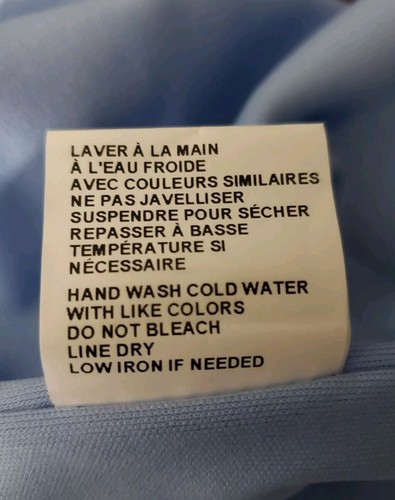 LAVER À LA MAIN
À L'EAU FROIDE
AVEC COULEURS SIMILAIRES
NE PAS JAVELLISER
SUSPENDRE POUR SÉCHER
REPASSER À BASSE
TEMPÉRATURE SI
NÉCESSAIRE
HAND WASH COLD WATER
WITH LIKE COLORS
DO NOT BLEACH
LINE DRY
LOW IRON IF NEEDED